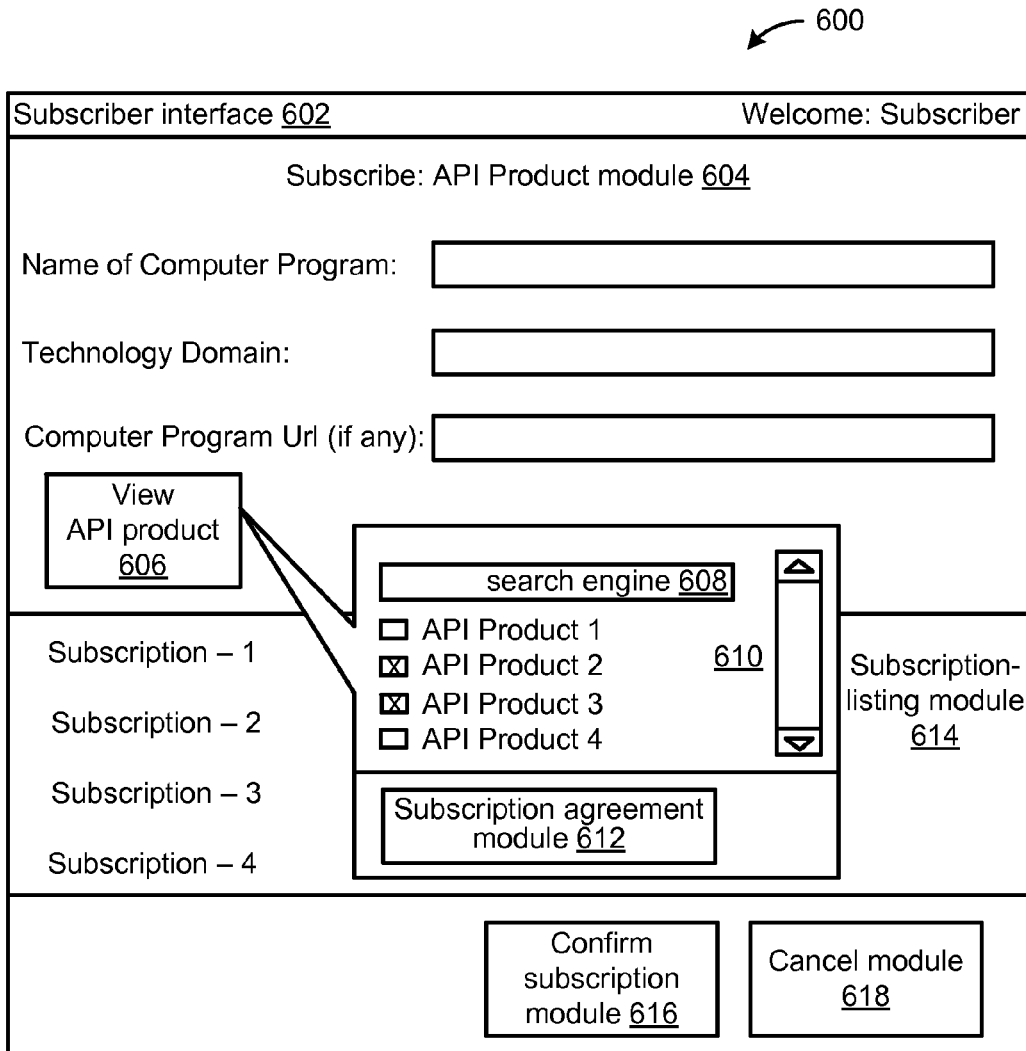 600
Subscriber interface 602
Welcome: Subscriber
Subscribe: API Product module 604
Name of Computer Program:
Technology Domain:
Computer Program Url (if any):
View
API product
606
search engine 608
API Product 1
API Product 2
API Product 3
API Product 4
610
Subscription agreement
module 612
Subscription – 1
Subscription – 2
Subscription – 3
Subscription – 4
Subscription-
listing module
614
Confirm
subscription
module 616
Cancel module
618